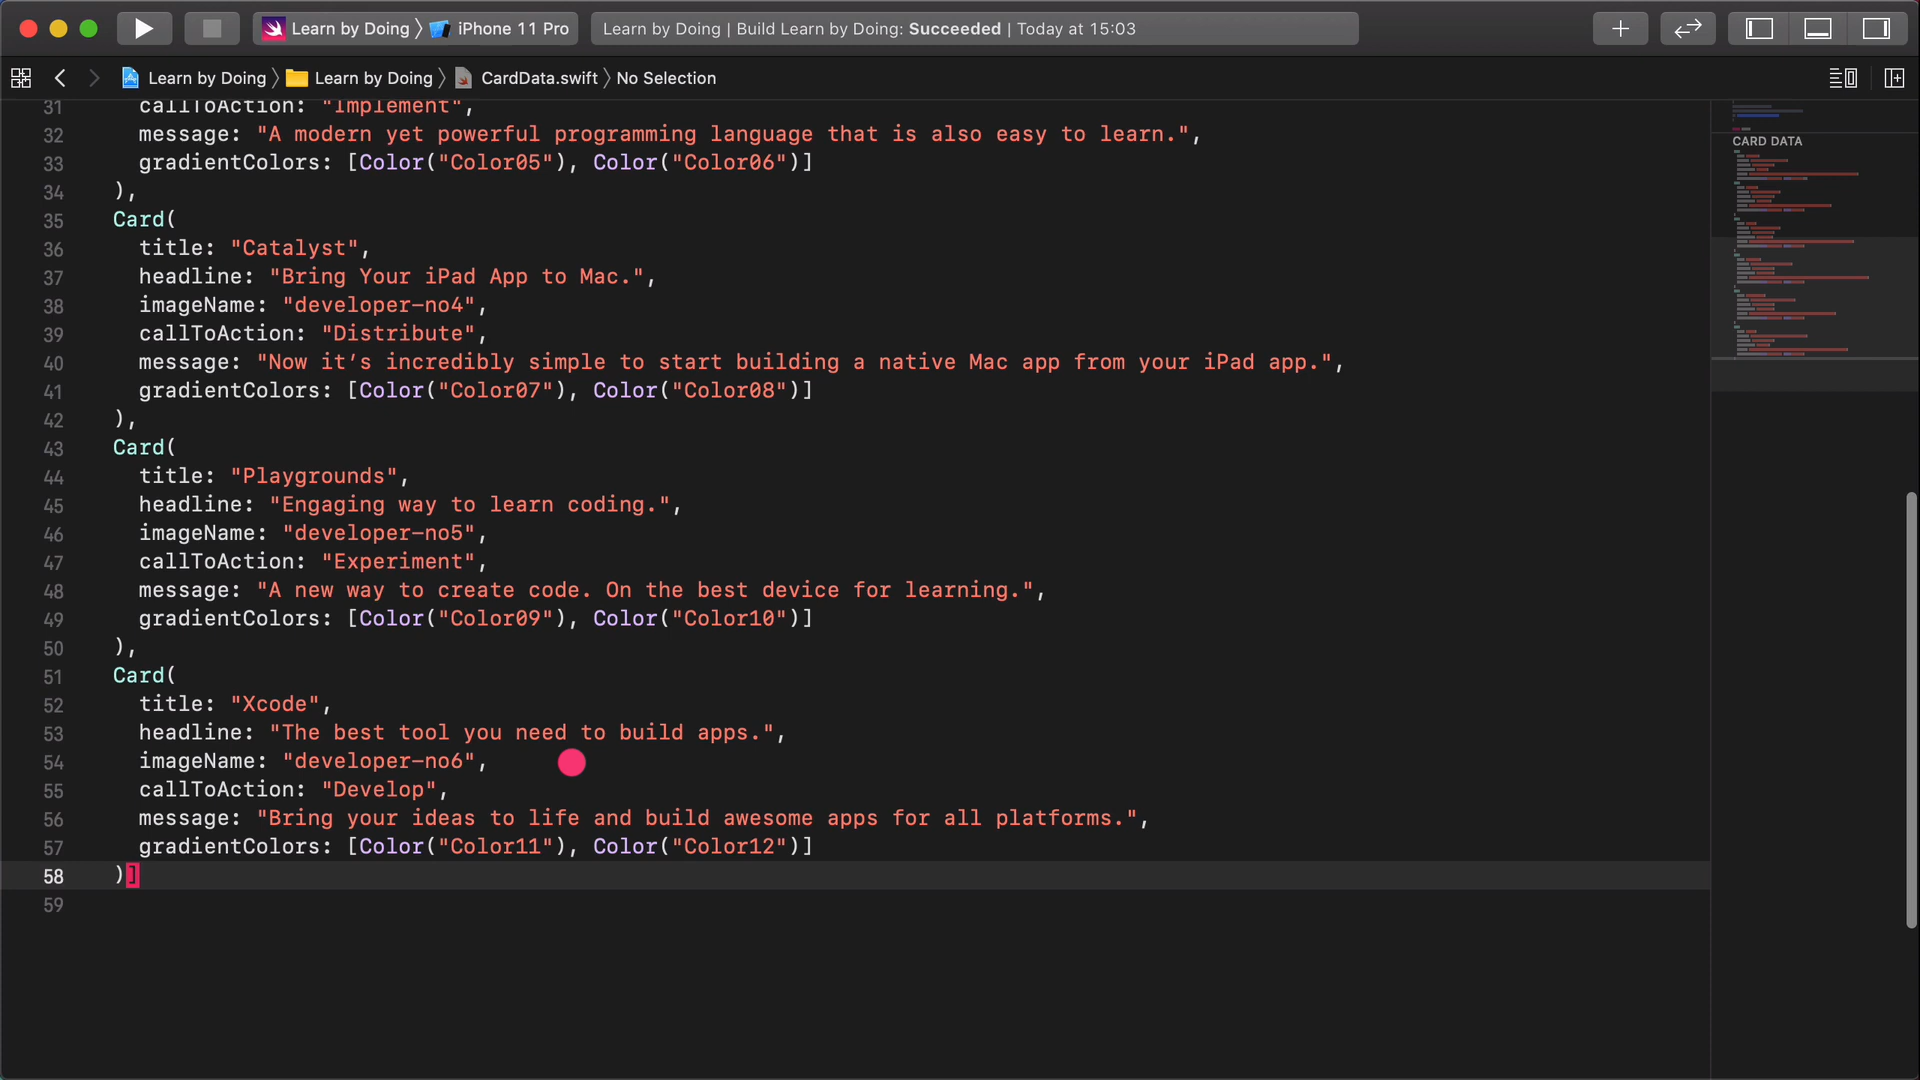 Learn by Doing iPhone 11 Pro
Learn by Doing | Build Learn by Doing: Succeeded | Today at 15:03
Learn by Doing Learn by Doing CardData.swift No Selection
31 callToAction: "Implement",
32 message: "A modern yet powerful programming language that is also easy to learn.",
33 gradientColors: [Color("Color05"), Color("Color06")]
34 ),
35 Card(
36 title: "Catalyst",
37 headline: "Bring Your iPad App to Mac.",
38 imageName: "developer-no4",
39 callToAction: "Distribute",
40 message: "Now it’s incredibly simple to start building a native Mac app from your iPad app.",
41 gradientColors: [Color("Color07"), Color("Color08")]
42 ),
43 Card(
44 title: "Playgrounds",
45 headline: "Engaging way to learn coding.",
46 imageName: "developer-no5",
47 callToAction: "Experiment",
48 message: "A new way to create code. On the best device for learning.",
49 gradientColors: [Color("Color09"), Color("Color10")]
50 ),
51 Card(
52 title: "Xcode",
53 headline: "The best tool you need to build apps.",
54 imageName: "developer-no6",
55 callToAction: "Develop",
56 message: "Bring your ideas to life and build awesome apps for all platforms.",
57 gradientColors: [Color("Color11"), Color("Color12")]
58 )]
59
CARD DATA